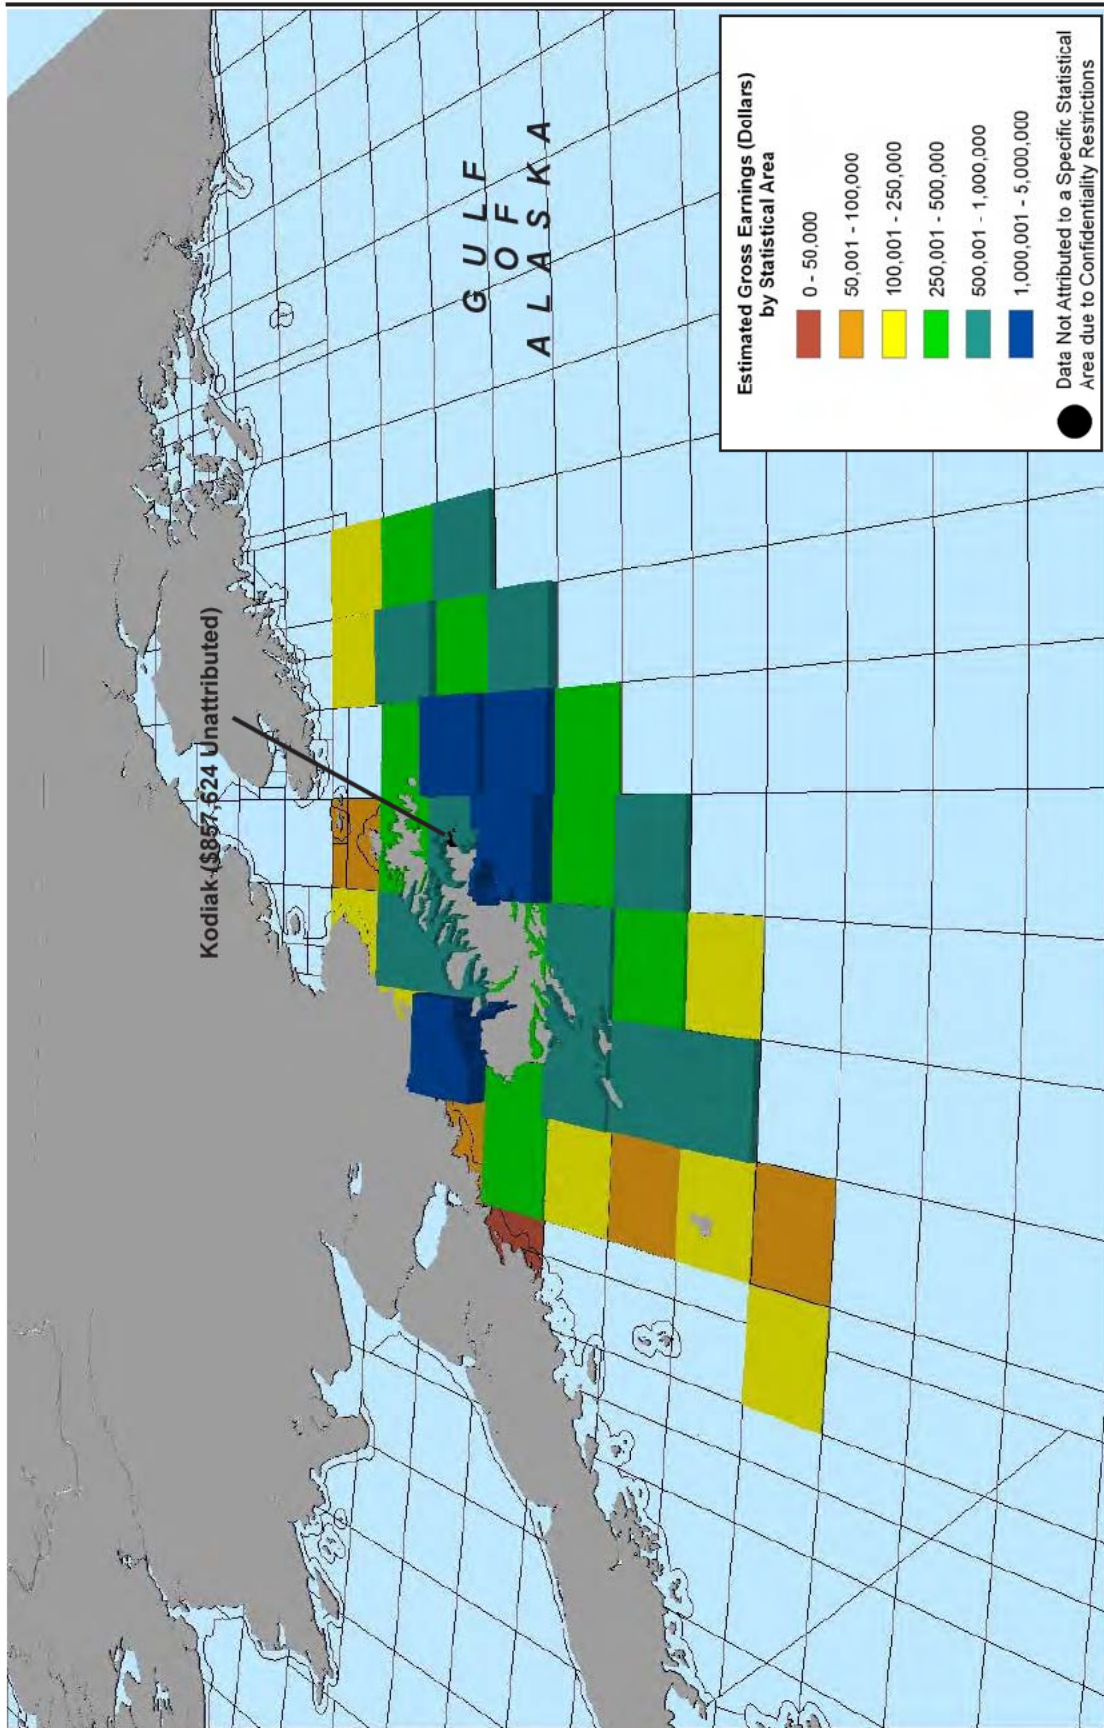 Kodiak ($857,624 Unattributed)
GULF
OF
ALASKA
Estimated Gross Earnings (Dollars)
by Statistical Area
0 - 50,000
50,001 - 100,000
100,001 - 250,000
250,001 - 500,000
500,001 - 1,000,000
1,000,001 - 5,000,000
Data Not Attributed to a Specific Statistical
Area due to Confidentiality Restrictions